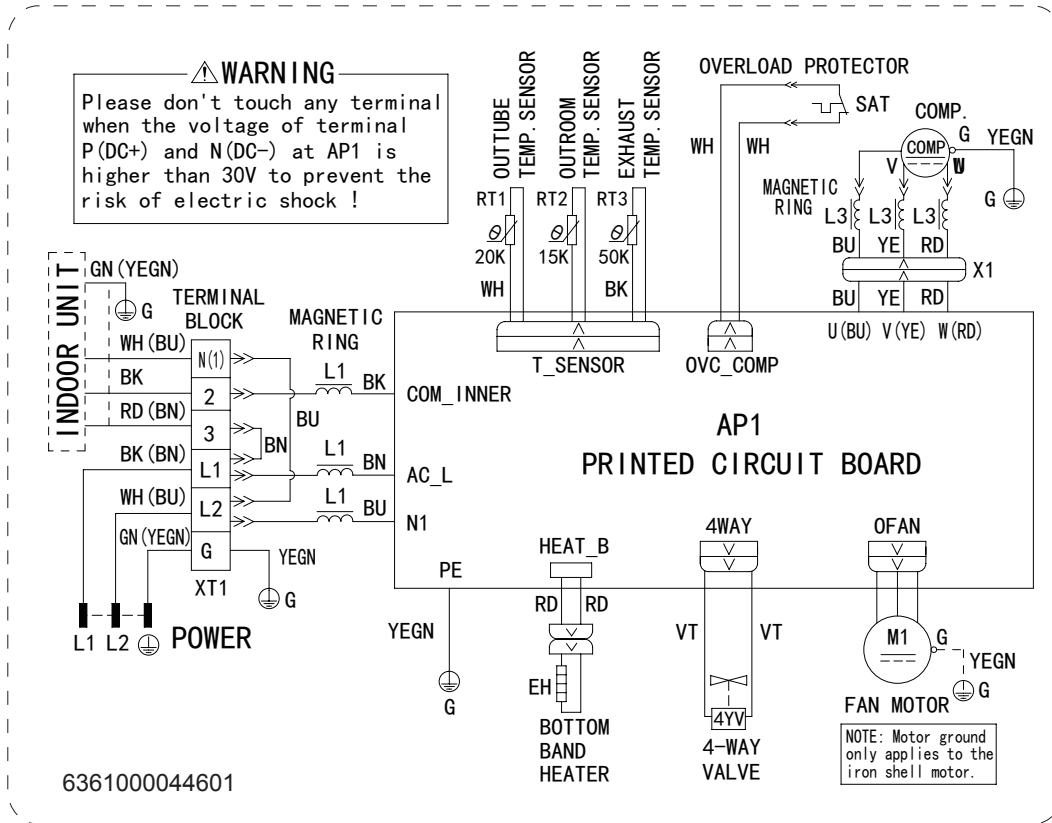 WARNING
Please don't touch any terminal
when the voltage of terminal
P(DC+) and N(DC-) at AP1 is
higher than 30V to prevent the
risk of electric shock !
OUTTUBE
TEMP. SENSOR
OUTROOM
TEMP. SENSOR
EXHAUST
TEMP. SENSOR
RT1 RT2 RT3
θ θ θ
20K 15K 50K
WH BK
T_SENSOR
OVERLOAD PROTECTOR
SAT
WH WH
OVC_COMP
COMP.
COMP
G YEGN
V
G
MAGNETIC
RING
L3 L3 L3
BU YE RD
X1
BU YE RD
U(BU) V(YE) W(RD)
INDOOR UNIT
GN(YEGN)
G
TERMINAL
BLOCK
MAGNETIC
RING
WH(BU) N(1)
BK 2 L1 BK COM_INNER
BU
RD(BN) 3
BN
BK(BN) L1 L1 BN AC_L
WH(BU) L2 L1 BU N1
GN(YEGN) G YEGN
XT1 G
L1 L2 POWER
AP1
PRINTED CIRCUIT BOARD
PE
YEGN
G
HEAT_B
RD RD
EH
BOTTOM
BAND
HEATER
4WAY
VT VT
4YV
4-WAY
VALVE
OFAN
M1
G
YEGN
G
FAN MOTOR
NOTE: Motor ground
only applies to the
iron shell motor.
6361000044601